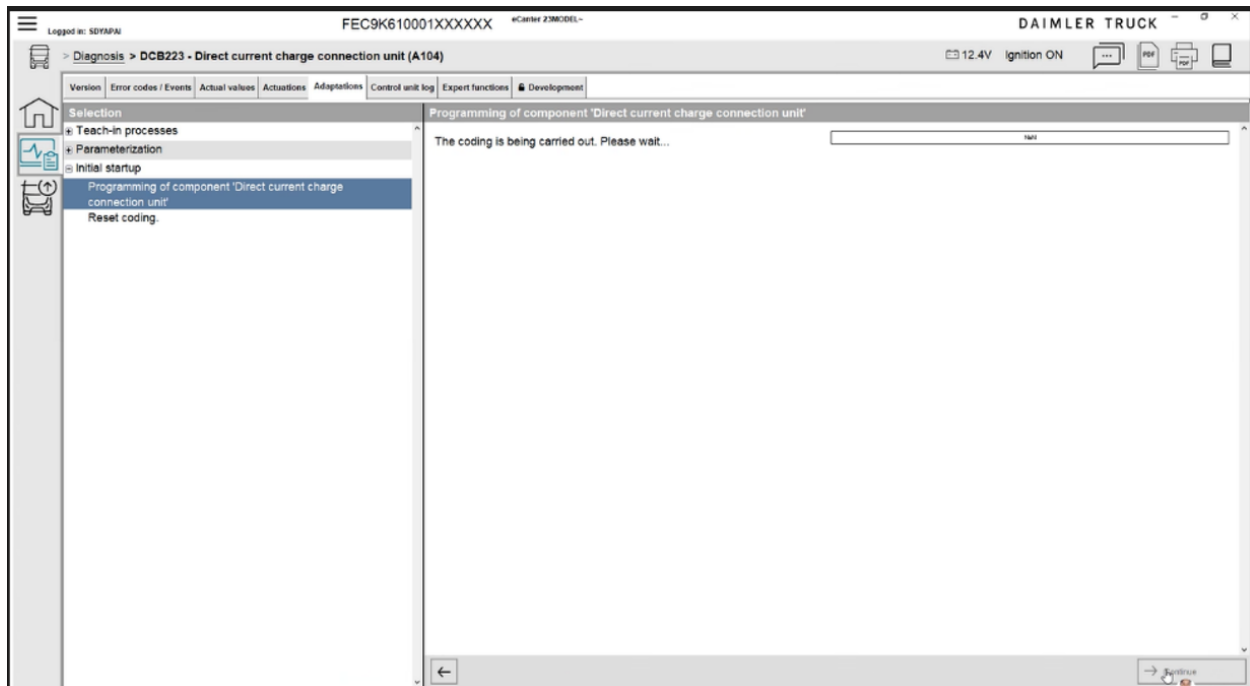 Logged in: SDYAPAI
FEC9K610001XXXXXX
eCanter 23MODEL~
DAIMLER TRUCK
> Diagnosis > DCB223 - Direct current charge connection unit (A104)
12.4V
Ignition ON
PDF
PDF
Version
Error codes / Events
Actual values
Actuations
Adaptations
Control unit log
Expert functions
Development
Selection
Teach-in processes
Parameterization
Initial startup
Programming of component 'Direct current charge
connection unit'
Reset coding.
Programming of component 'Direct current charge connection unit'
The coding is being carried out. Please wait...
Continue